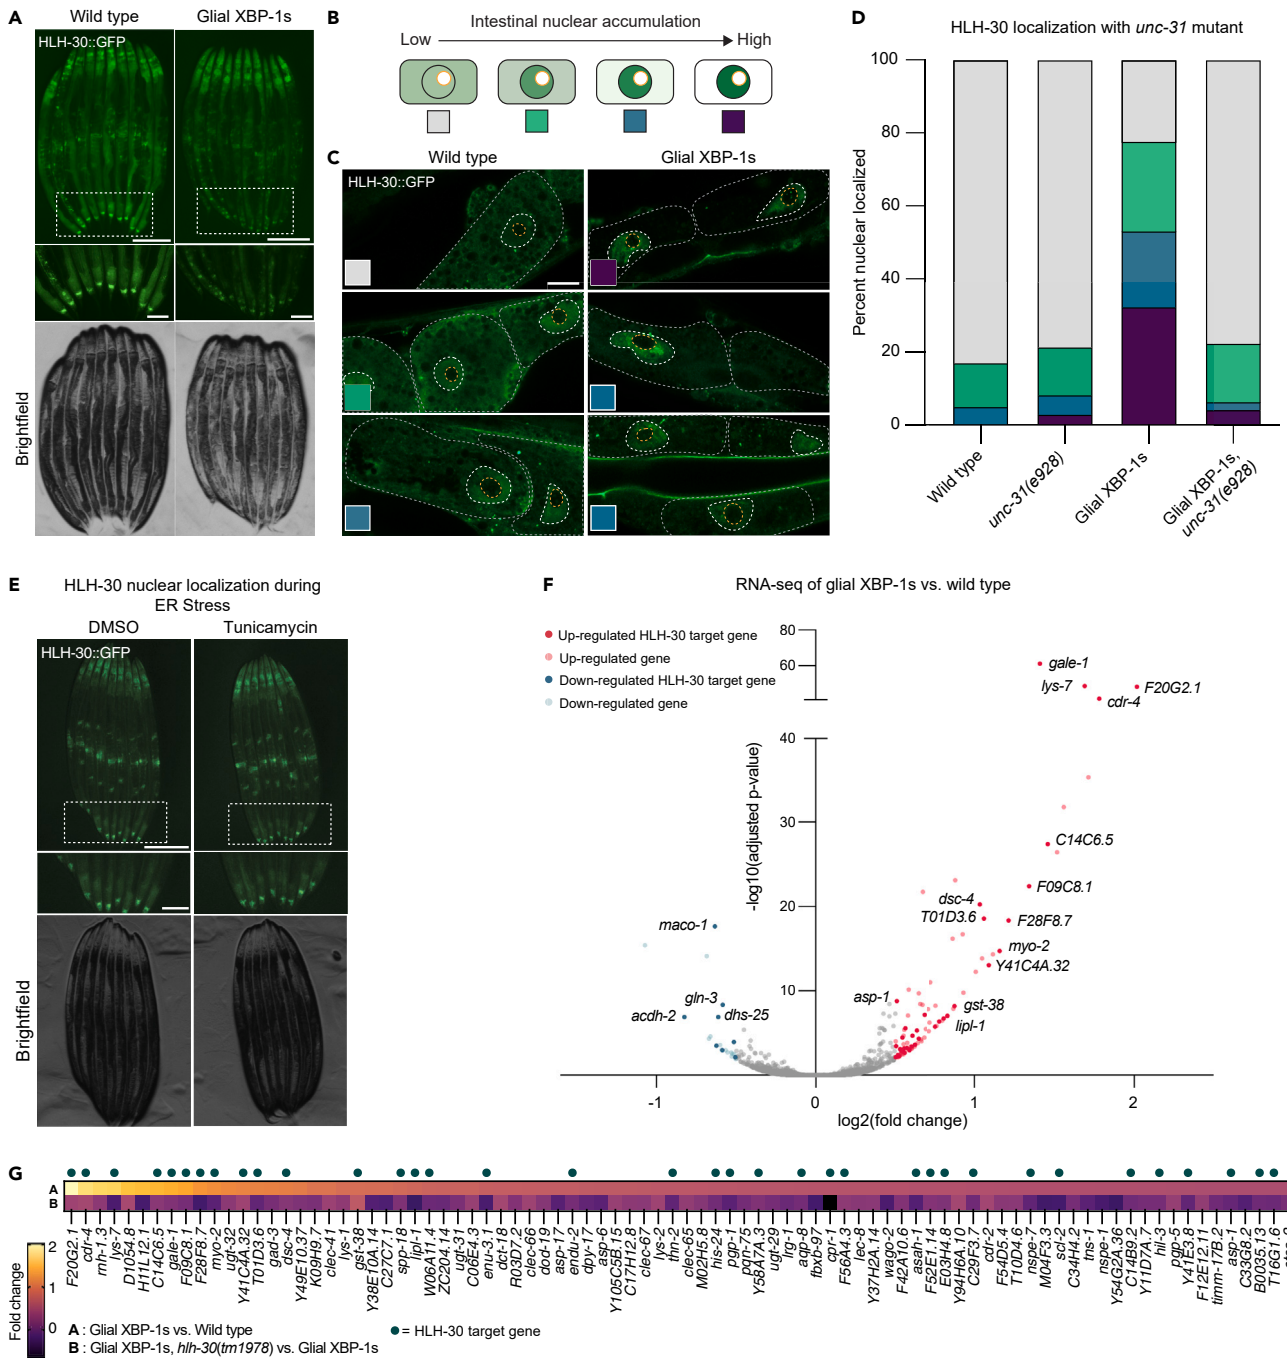 A
Wild type
Glial XBP-1s
HLH-30::GFP
Brightfield
B
Intestinal nuclear accumulation
Low
High
C
Wild type
Glial XBP-1s
HLH-30::GFP
D
HLH-30 localization with unc-31 mutant
Percent nuclear localized
100
80
60
40
20
0
Wild type
unc-31(e928)
Glial XBP-1s
Glial XBP-1s,
unc-31(e928)
E
HLH-30 nuclear localization during
ER Stress
DMSO
Tunicamycin
HLH-30::GFP
Brightfield
F
RNA-seq of glial XBP-1s vs. wild type
Up-regulated HLH-30 target gene
Up-regulated gene
Down-regulated HLH-30 target gene
Down-regulated gene
80
60
40
30
20
10
-log10(adjusted p-value)
gale-1
lys-7
F20G2.1
cdr-4
C14C6.5
F09C8.1
dsc-4
T01D3.6
F28F8.7
maco-1
myo-2
Y41C4A.32
asp-1
gst-38
gln-3
acdh-2
dhs-25
lipl-1
-1
0
1
2
log2(fold change)
G
A
B
F20G2.1
cdr-4
rnh-1.3
lys-7
D1054.8
H11L12.1
C14C6.5
gale-1
F09C8.1
F28F8.7
myo-2
ugt-32
Y41C4A.32
T01D3.6
gad-3
dsc-4
Y49E10.37
K09H9.7
clec-41
lys-1
gst-38
Y38E10A.14
C27C7.1
spp-18
lipl-1
W06A11.4
ZC204.14
ugt-31
C06E4.3
enu-3.1
dct-18
R03D7.2
clec-66
dod-19
asp-17
endu-2
dpy-17
asp-6
Y105C5B.15
C17H12.8
clec-67
lys-2
thn-2
clec-65
M02H5.8
his-24
pgp-1
pqn-75
Y58A7A.3
ugt-29
lrg-1
aqp-8
fbxb-97
cpr-1
F56A4.3
lec-8
Y37H2A.14
wago-2
F42A10.6
asah-1
F52E1.14
E03H4.8
Y94H6A.10
C29F3.7
cdr-2
F54D5.4
T10D4.6
nspe-7
M04F3.3
scl-2
C34H4.2
tns-1
nspe-1
Y54G2A.36
C14B9.2
Y11D7A.7
hil-3
pgp-5
Y41E3.8
F12E12.11
timm-17B.2
asp-1
C33G8.2
B0035.13
T16G1.6
Fold change
2
1
0
A : Glial XBP-1s vs. Wild type
B : Glial XBP-1s, hlh-30(tm1978) vs. Glial XBP-1s
= HLH-30 target gene